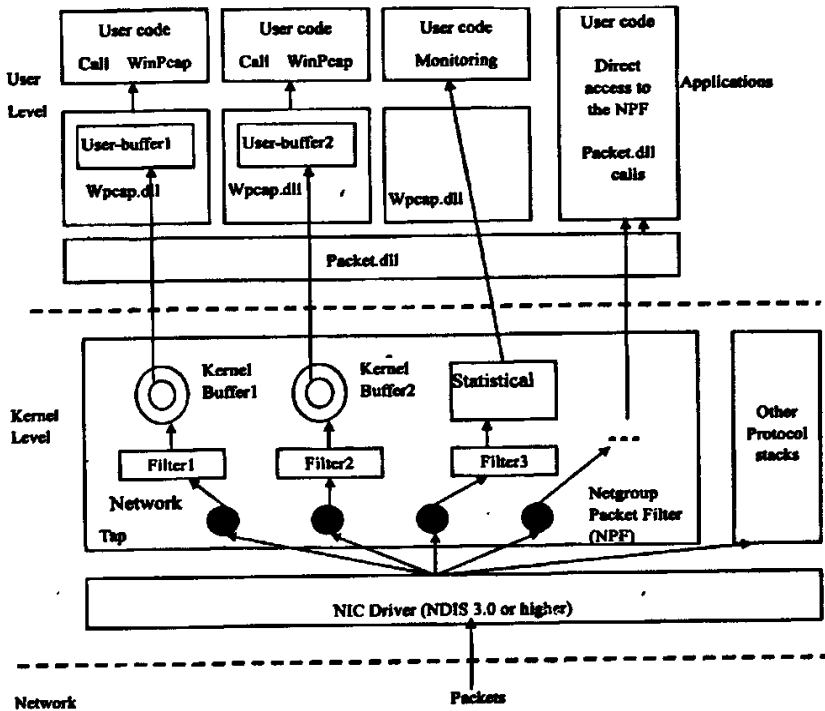 User code
Call WinPcap
User code
Call WinPcap
User code
Monitoring
User code
Direct
access to
the NPF
Packet.dll
calls
Applications
User
Level
User-buffer1
Wpcap.dll
User-buffer2
Wpcap.dll
Wpcap.dll
Packet.dll
Kernel
Level
Kernel
Buffer1
Kernel
Buffer2
Statistical
Filter1
Filter2
Filter3
Network
Tap
Netgroup
Packet Filter
(NPF)
Other
Protocol
stacks
NIC Driver (NDIS 3.0 or higher)
Packets
Network